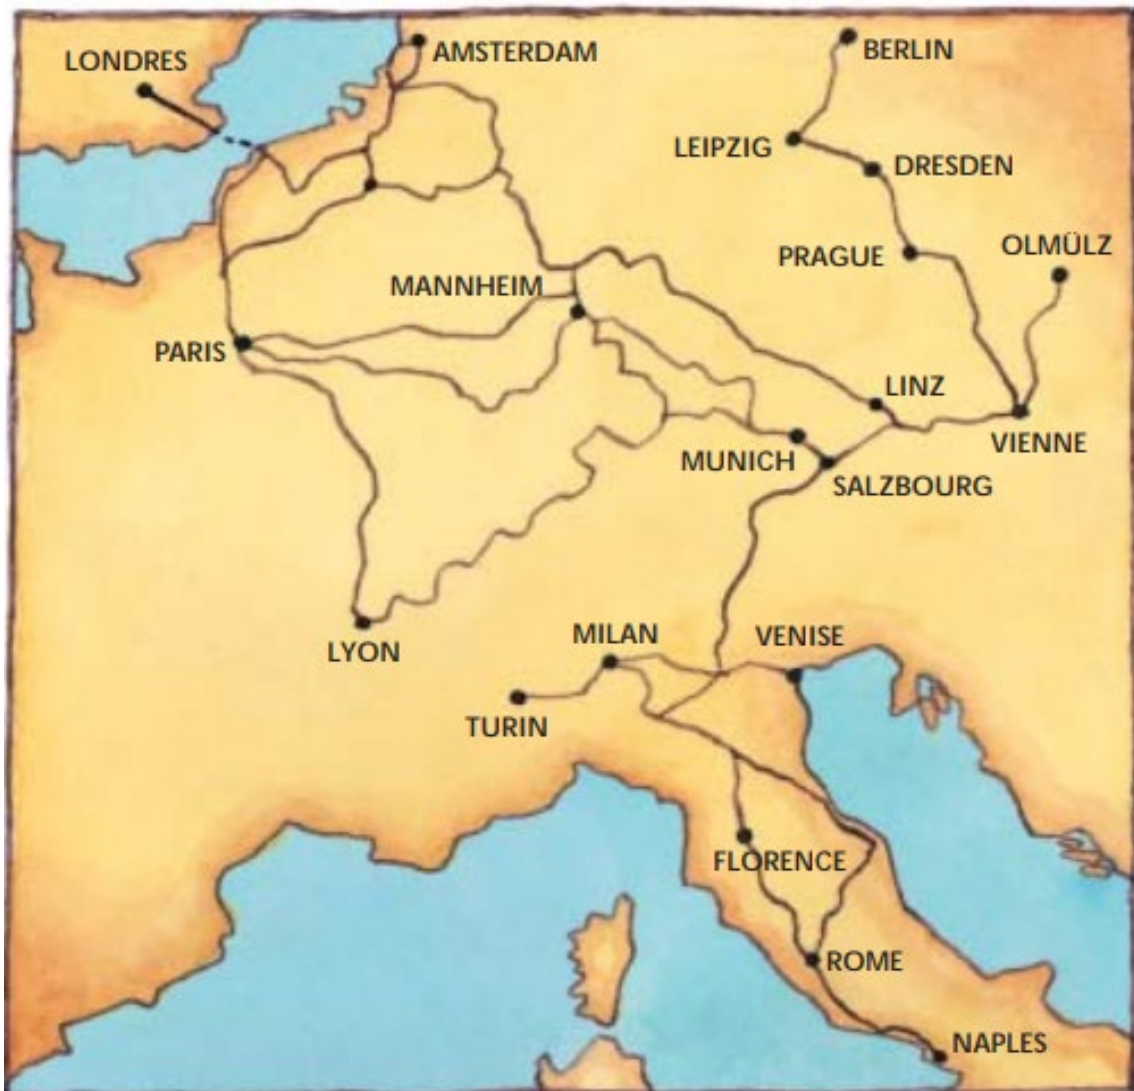 LONDRES
AMSTERDAM
BERLIN
LEIPZIG
DRESDEN
PRAGUE
OLMÜLZ
MANNHEIM
PARIS
LINZ
VIENNE
MUNICH
SALZBOURG
LYON
MILAN
VENISE
TURIN
FLORENCE
ROME
NAPLES